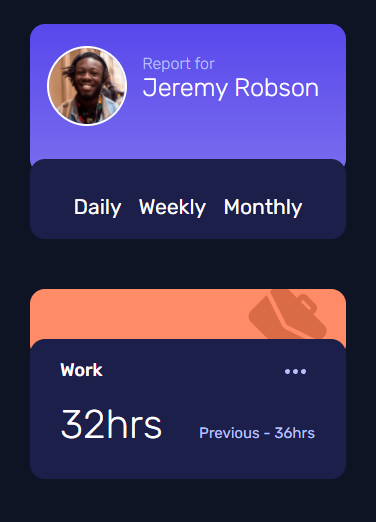 Report for
Jeremy Robson
Daily Weekly Monthly
Work
32hrs Previous - 36hrs